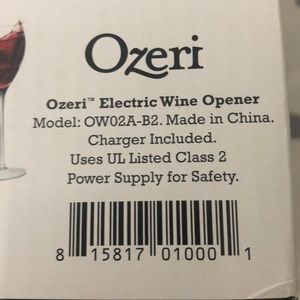 Ozeri
Ozeri™ Electric Wine Opener
Model: OW02A-B2. Made in China.
Charger Included.
Uses UL Listed Class 2
Power Supply for Safety.
8 15817 01000 1